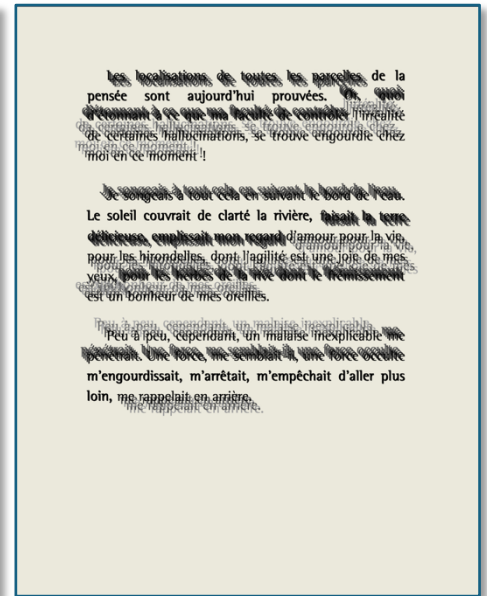 Les localisations de toutes les parcelles de la
pensée sont aujourd'hui prouvées. Or, quoi
d'étonnant à ce que ma faculté de contrôler l'irréalité
de certaines hallucinations, se trouve engourdie chez
moi en ce moment !
Je songeais à tout cela en suivant le bord de l'eau.
Le soleil couvrait de clarté la rivière, faisait la terre
délicieuse, emplissait mon regard d'amour pour la vie,
pour les hirondelles, dont l'agilité est une joie de mes
yeux, pour les herbes de la rive dont le frémissement
est un bonheur de mes oreilles.
Peu à peu, cependant, un malaise inexplicable me
pénétrait. Une force, me semblait-il, une force occulte
m'engourdissait, m'arrêtait, m'empêchait d'aller plus
loin, me rappelait en arrière.